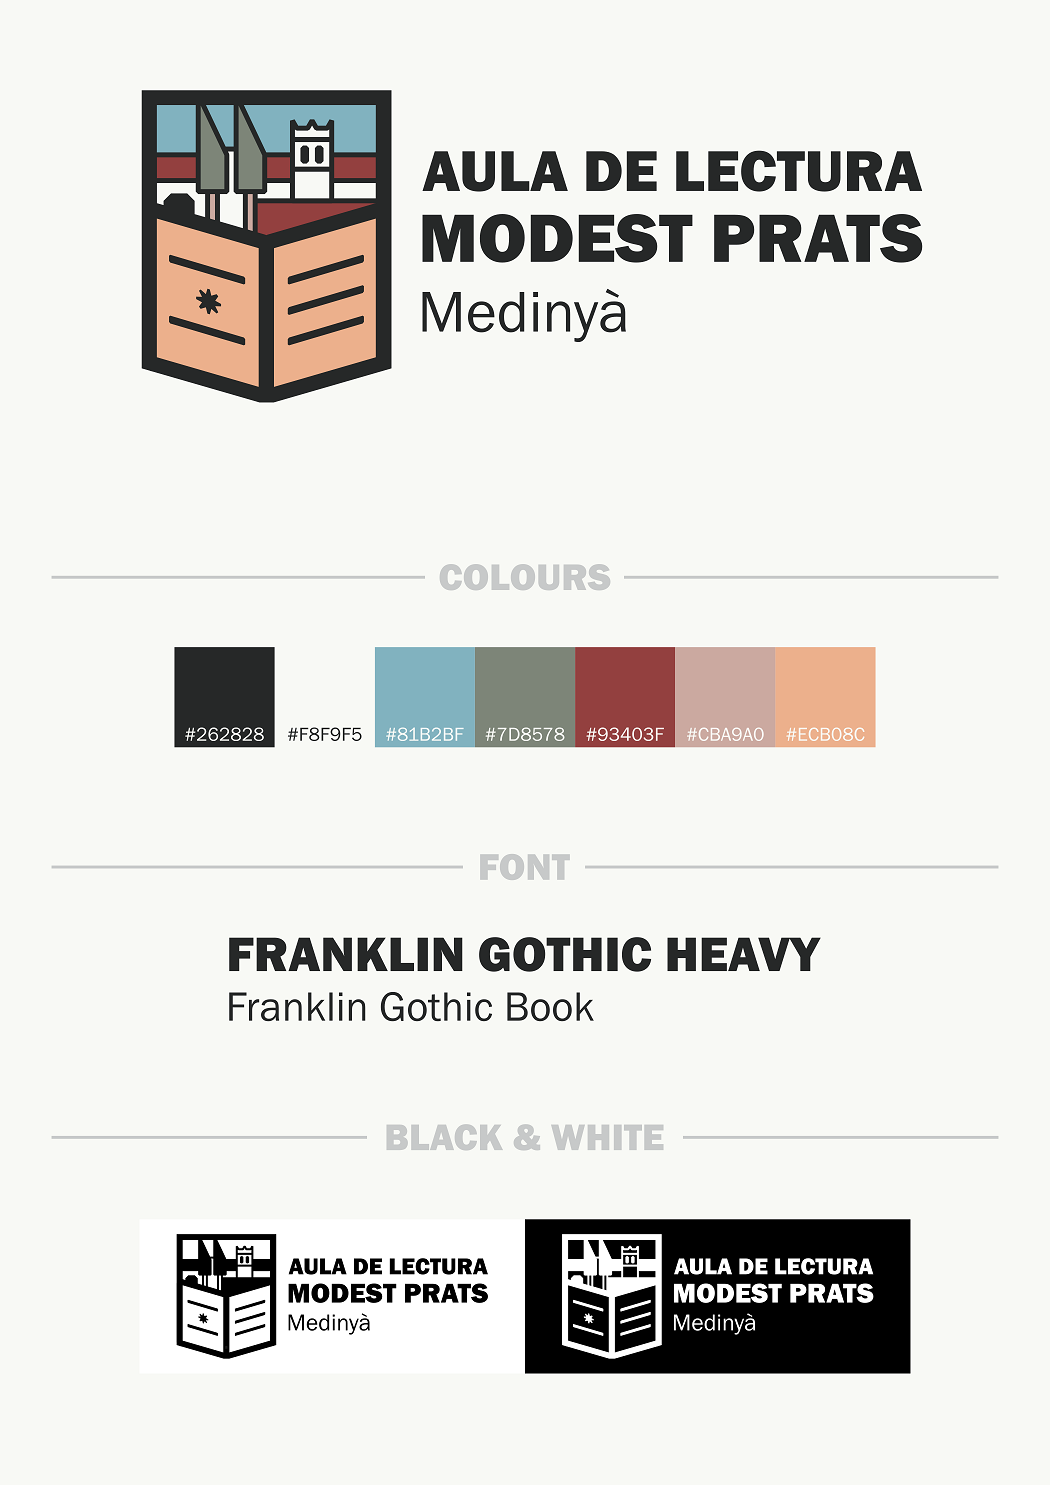 AULA DE LECTURA
MODEST PRATS
Medinyà
COLOURS
#262828 #F8F9F5 #81B2BF #7D8578 #93403F #CBA9A0 #ECB08C
FONT
FRANKLIN GOTHIC HEAVY
Franklin Gothic Book
BLACK & WHITE
AULA DE LECTURA
MODEST PRATS
Medinyà
AULA DE LECTURA
MODEST PRATS
Medinyà